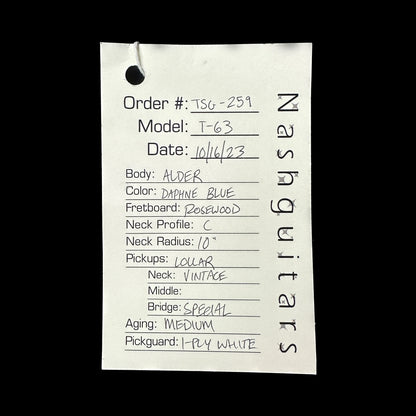 Order #: TSG-259
Model: T-63
Date: 10/16/23
Body: ALDER
Color: DAPHNE BLUE
Fretboard: ROSEWOOD
Neck Profile: C
Neck Radius: 10"
Pickups: LOLLAR
Neck: VINTAGE
Middle:
Bridge: SPECIAL
Aging: MEDIUM
Pickguard: 1-PLY WHITE
Nashguitars